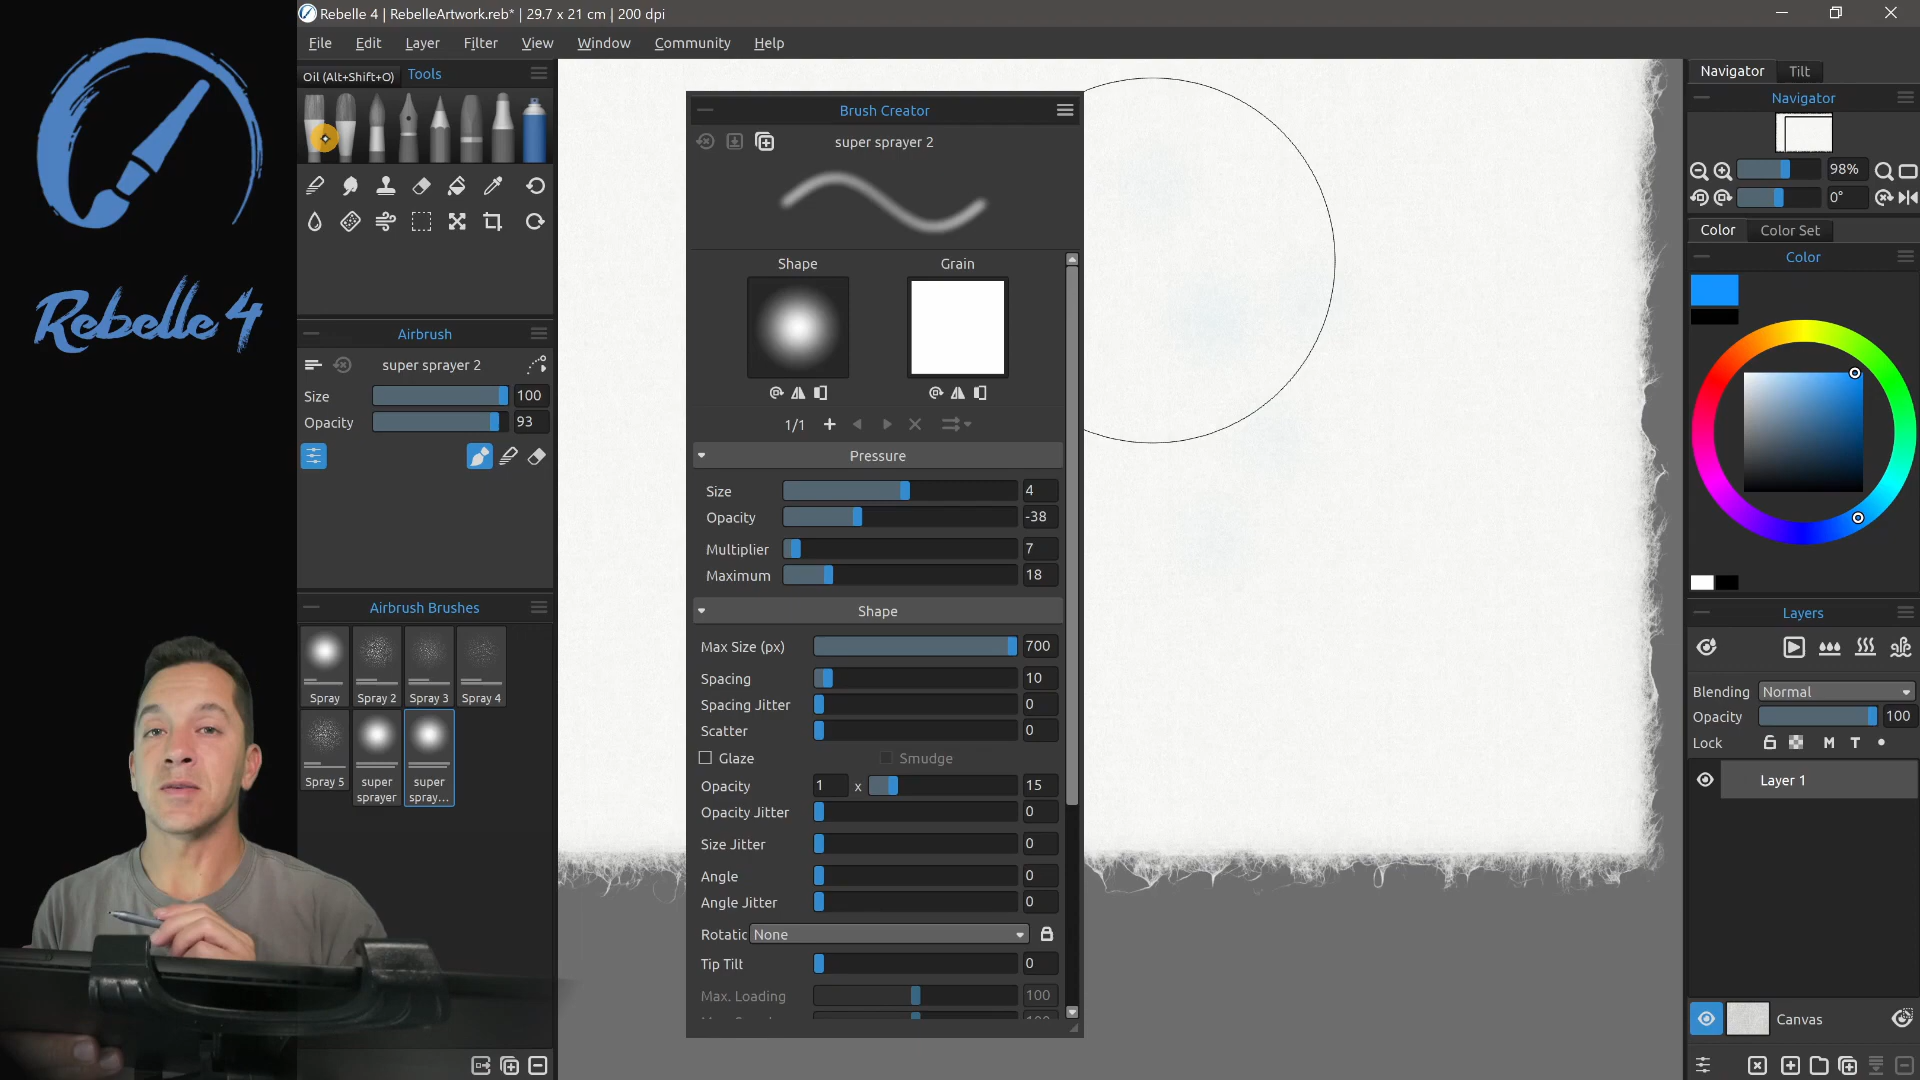 Rebelle 4 | RebelleArtwork.reb* | 29.7 x 21 cm | 200 dpi
File Edit Layer Filter View Window Community Help
Oil (Alt+Shift+O) Tools
Rebelle 4
Airbrush
super sprayer 2
Size 100
Opacity 93
Airbrush Brushes
Spray Spray 2 Spray 3 Spray 4
Spray 5 super sprayer super spray...
Brush Creator
super sprayer 2
Shape Grain
1/1
Pressure
Size 4
Opacity -38
Multiplier 7
Maximum 18
Shape
Max Size (px) 700
Spacing 10
Spacing Jitter 0
Scatter 0
Glaze Smudge
Opacity 1 x 15
Opacity Jitter 0
Size Jitter 0
Angle 0
Angle Jitter 0
Rotatic None
Tip Tilt 0
Max. Loading 100
Navigator Tilt
Navigator
98%
0°
Color Color Set
Color
Layers
Blending Normal
Opacity 100
Lock M T
Layer 1
Canvas